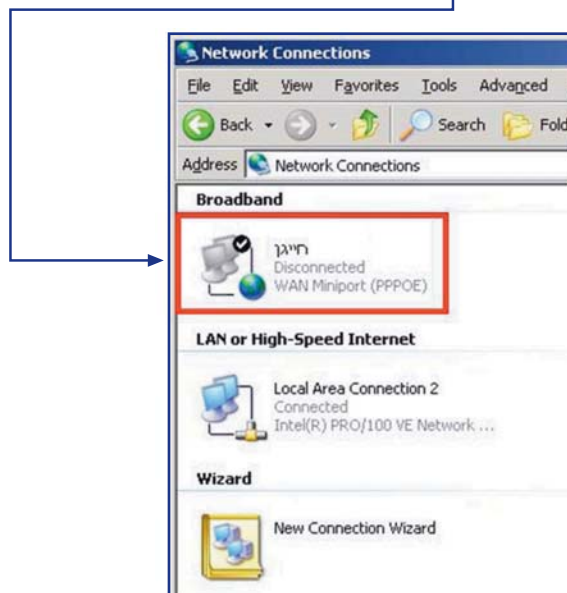 Network Connections
File Edit View Favorites Tools Advanced
Back Search
Address Network Connections
Broadband
חייגן
Disconnected
WAN Miniport (PPPOE)
LAN or High-Speed Internet
Local Area Connection 2
Connected
Intel(R) PRO/100 VE Network ...
Wizard
New Connection Wizard